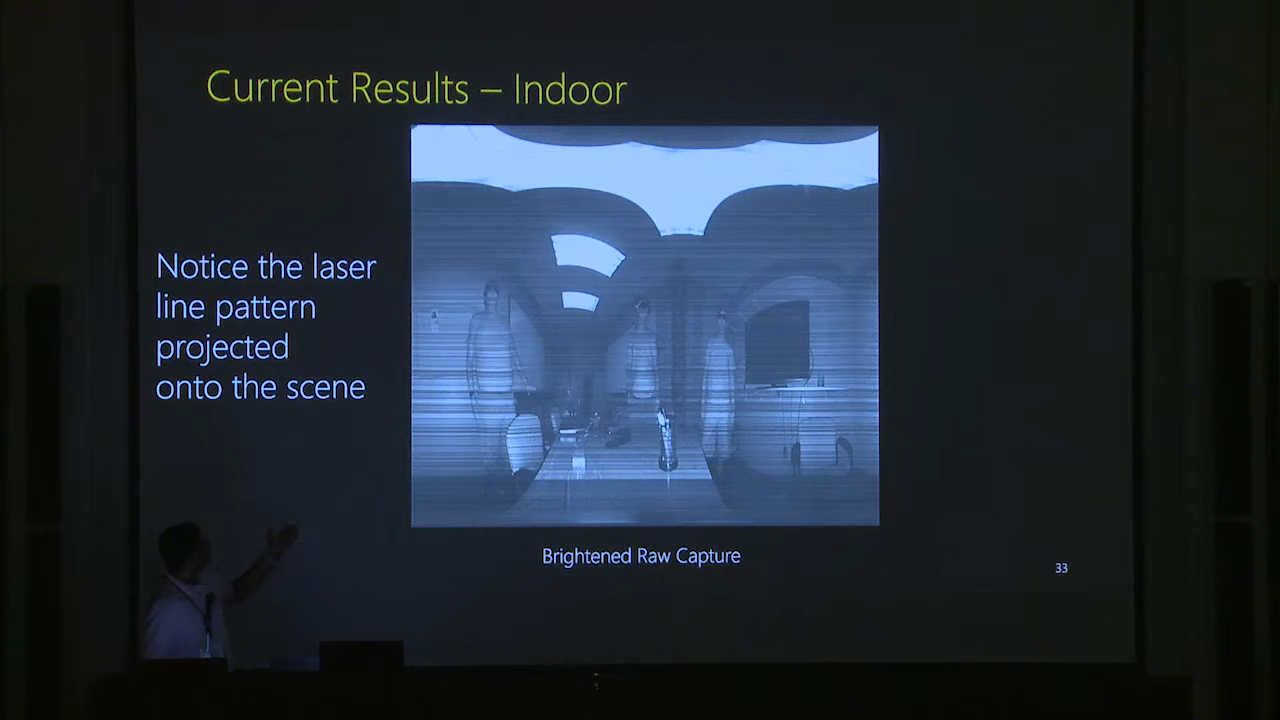 Current Results – Indoor
Notice the laser
line pattern
projected
onto the scene
Brightened Raw Capture
33